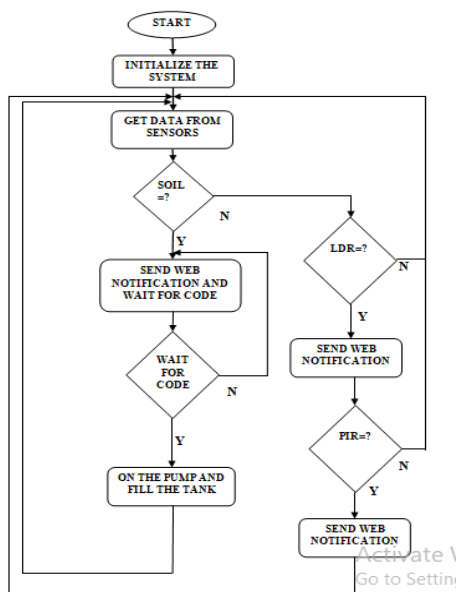 START
INITIALIZE THE
SYSTEM
GET DATA FROM
SENSORS
SOIL
=?
N
Y
SEND WEB
NOTIFICATION AND
WAIT FOR CODE
WAIT
FOR
CODE
N
Y
ON THE PUMP AND
FILL THE TANK
LDR=?
N
Y
SEND WEB
NOTIFICATION
PIR=?
N
Y
SEND WEB
NOTIFICATION
Activate
Go to Setting